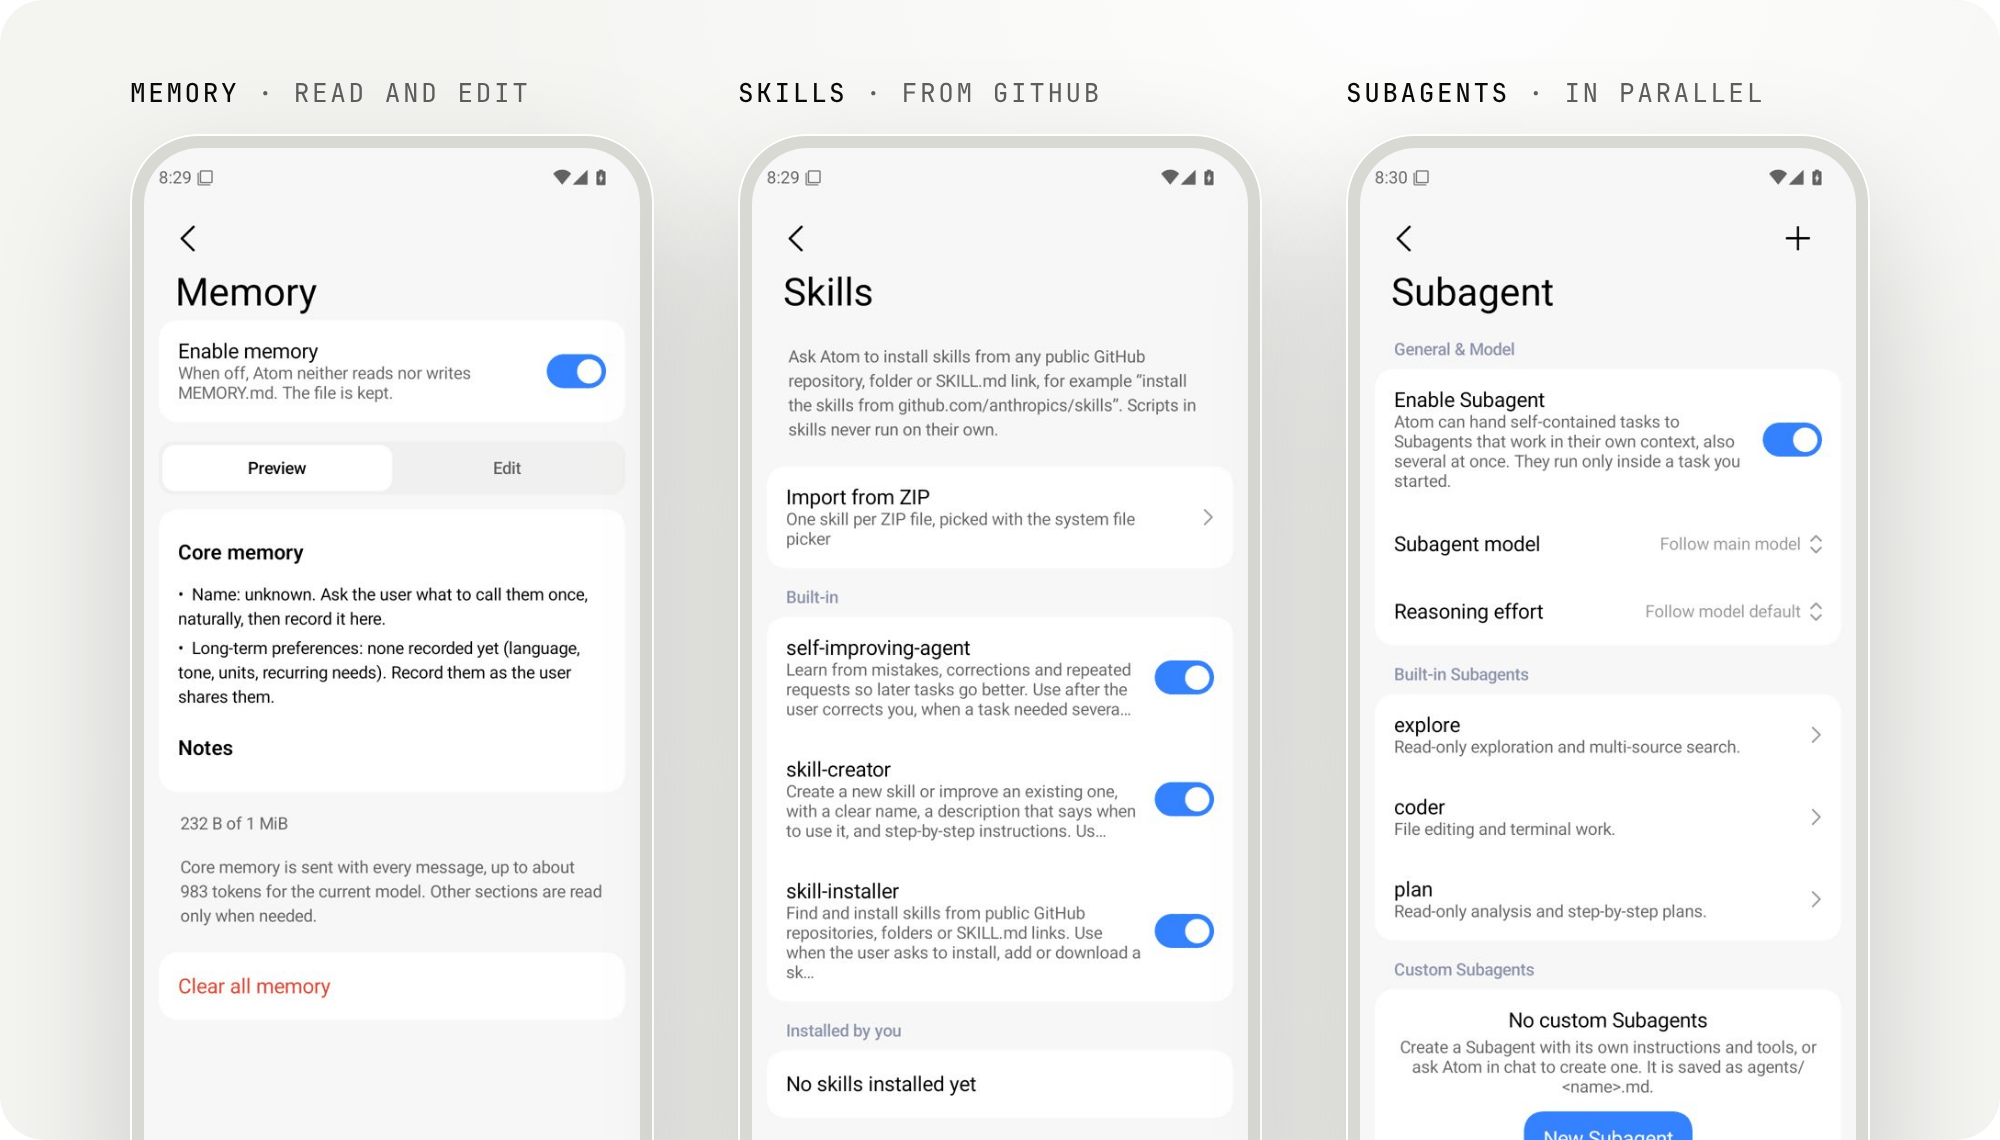 MEMORY · READ AND EDIT
8:29
Memory
Enable memory
When off, Atom neither reads nor writes
MEMORY.md. The file is kept.
Preview
Edit
Core memory
• Name: unknown. Ask the user what to call them once,
naturally, then record it here.
• Long-term preferences: none recorded yet (language,
tone, units, recurring needs). Record them as the user
shares them.
Notes
232 B of 1 MiB
Core memory is sent with every message, up to about
983 tokens for the current model. Other sections are read
only when needed.
Clear all memory
SKILLS · FROM GITHUB
8:29
Skills
Ask Atom to install skills from any public GitHub
repository, folder or SKILL.md link, for example “install
the skills from github.com/anthropics/skills”. Scripts in
skills never run on their own.
Import from ZIP
One skill per ZIP file, picked with the system file
picker
Built-in
self-improving-agent
Learn from mistakes, corrections and repeated
requests so later tasks go better. Use after the
user corrects you, when a task needed severa...
skill-creator
Create a new skill or improve an existing one,
with a clear name, a description that says when
to use it, and step-by-step instructions. Us...
skill-installer
Find and install skills from public GitHub
repositories, folders or SKILL.md links. Use
when the user asks to install, add or download a
sk...
Installed by you
No skills installed yet
SUBAGENTS · IN PARALLEL
8:30
Subagent
General & Model
Enable Subagent
Atom can hand self-contained tasks to
Subagents that work in their own context, also
several at once. They run only inside a task you
started.
Subagent model
Follow main model
Reasoning effort
Follow model default
Built-in Subagents
explore
Read-only exploration and multi-source search.
coder
File editing and terminal work.
plan
Read-only analysis and step-by-step plans.
Custom Subagents
No custom Subagents
Create a Subagent with its own instructions and tools, or
ask Atom in chat to create one. It is saved as agents/
<name>.md.
New Subagent